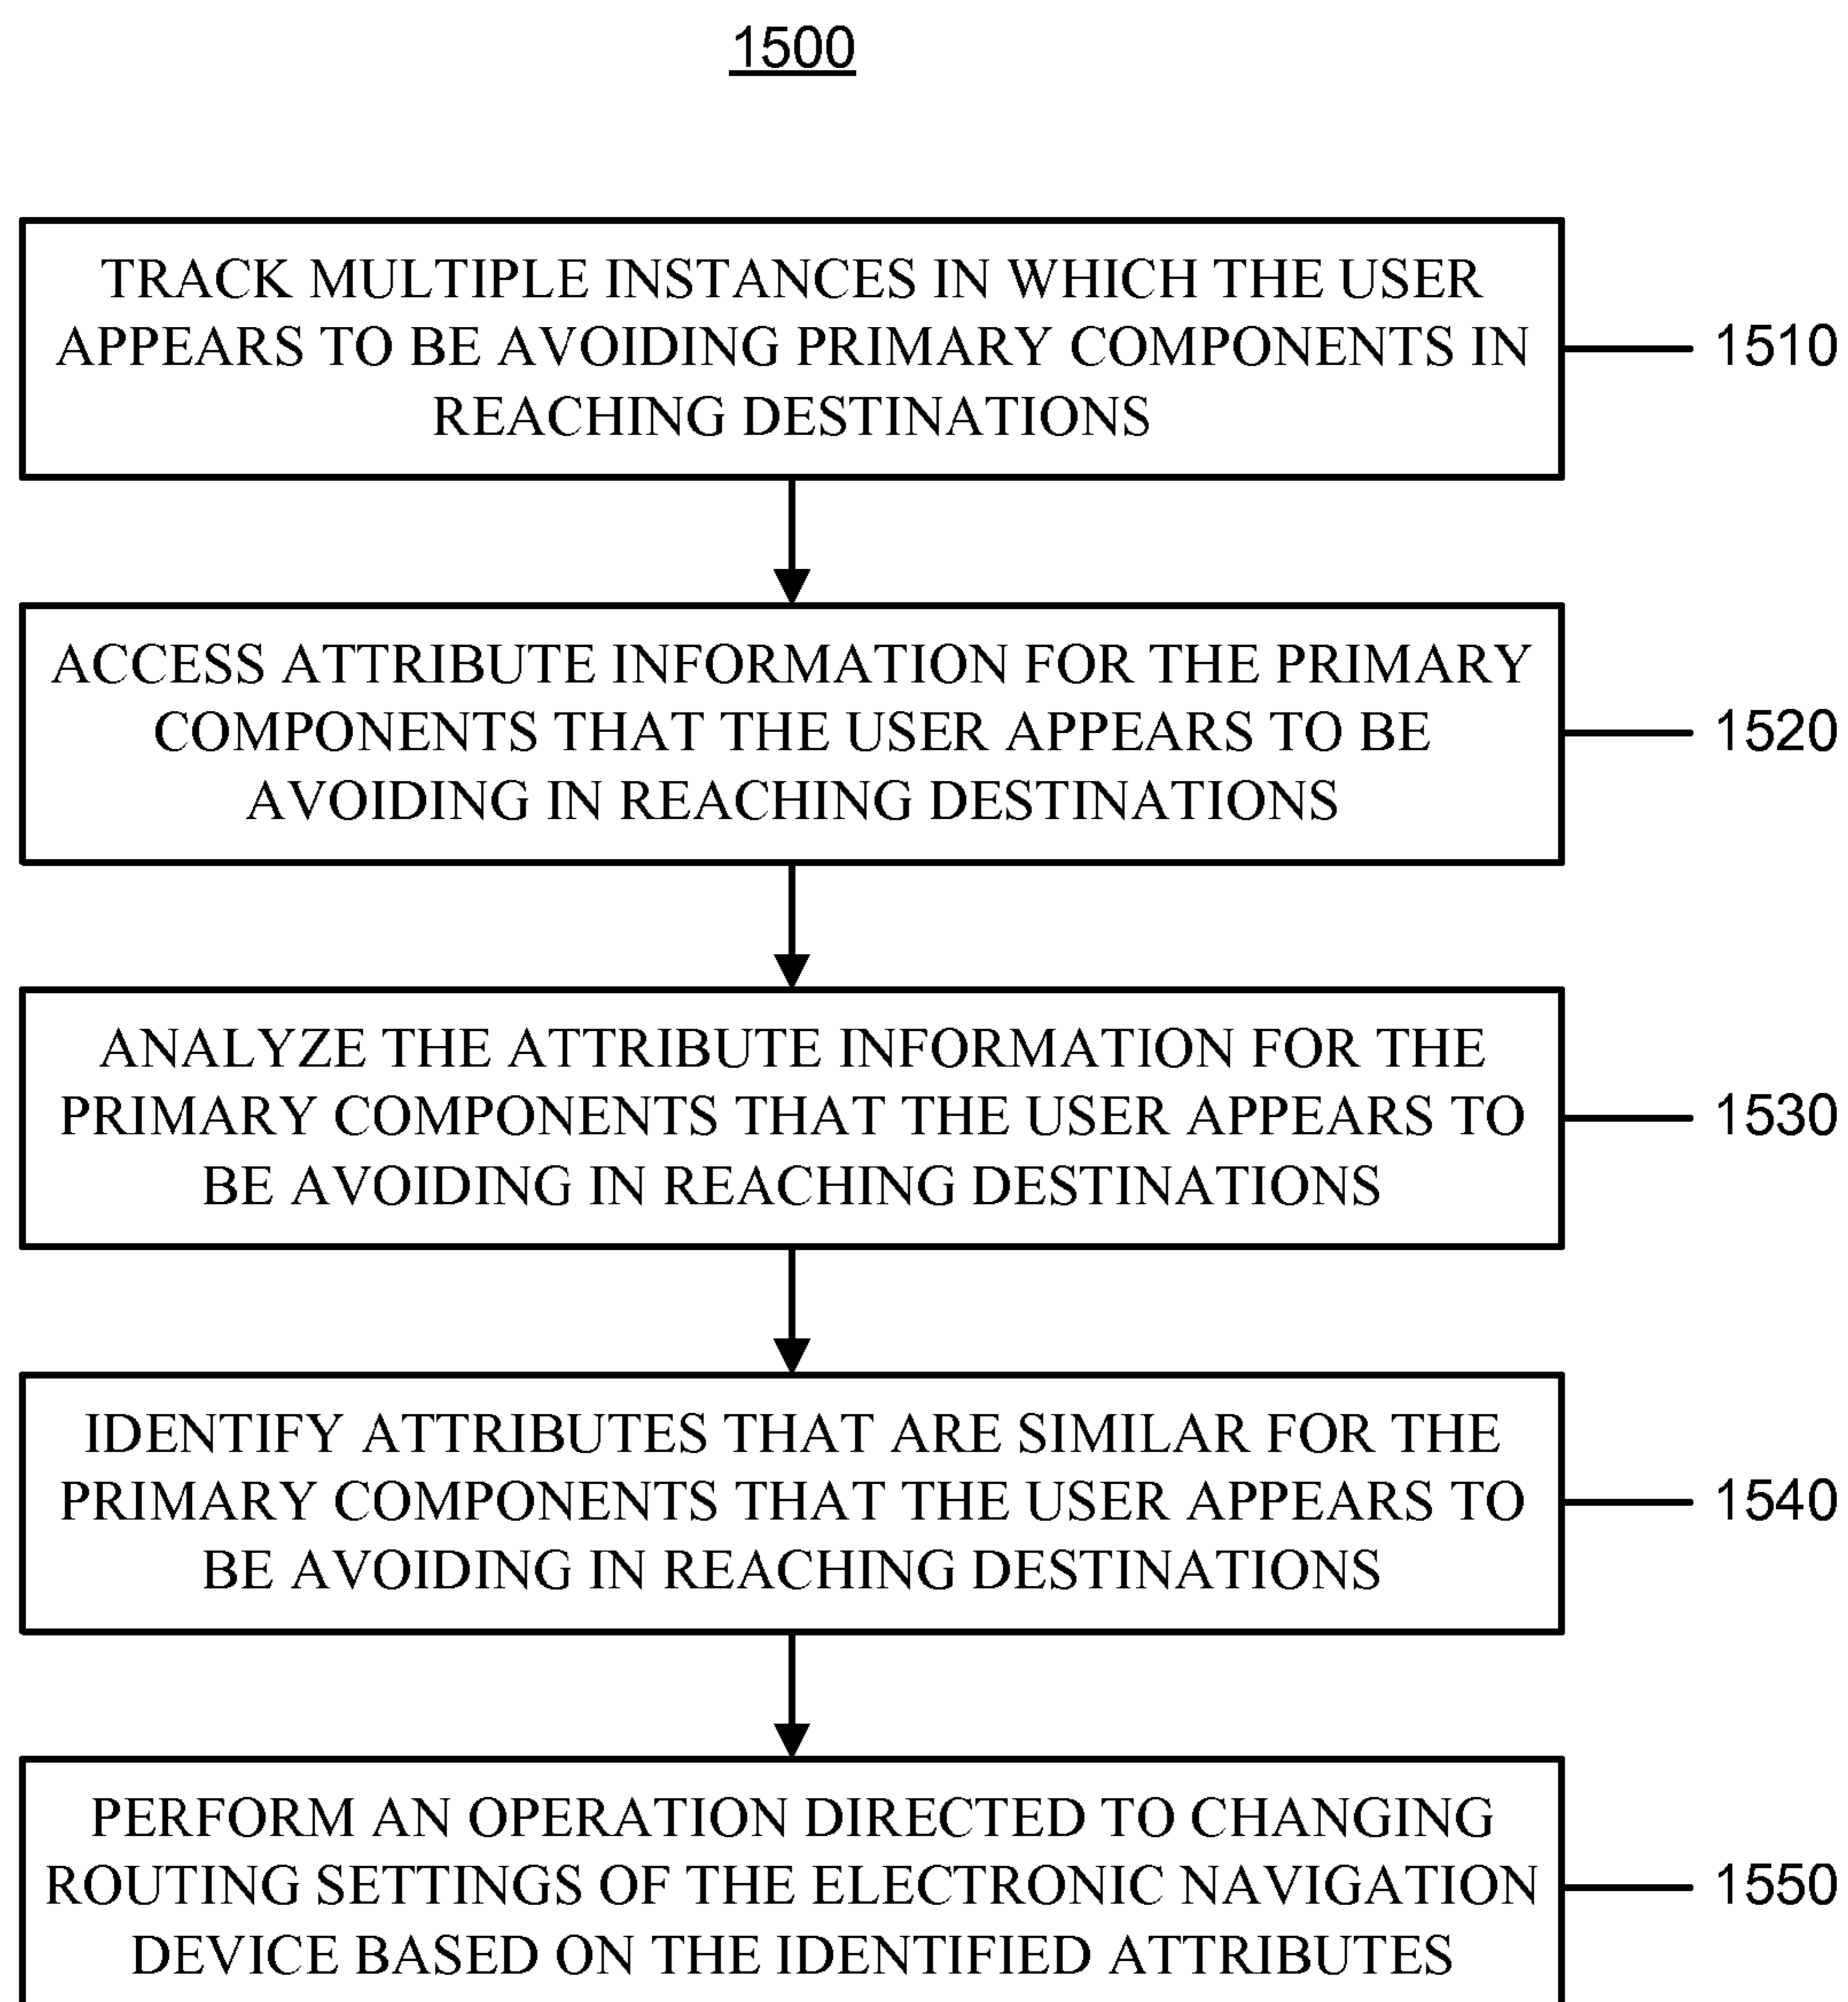 1500
TRACK MULTIPLE INSTANCES IN WHICH THE USER
APPEARS TO BE AVOIDING PRIMARY COMPONENTS IN
REACHING DESTINATIONS
1510
ACCESS ATTRIBUTE INFORMATION FOR THE PRIMARY
COMPONENTS THAT THE USER APPEARS TO BE
AVOIDING IN REACHING DESTINATIONS
1520
ANALYZE THE ATTRIBUTE INFORMATION FOR THE
PRIMARY COMPONENTS THAT THE USER APPEARS TO
BE AVOIDING IN REACHING DESTINATIONS
1530
IDENTIFY ATTRIBUTES THAT ARE SIMILAR FOR THE
PRIMARY COMPONENTS THAT THE USER APPEARS TO
BE AVOIDING IN REACHING DESTINATIONS
1540
PERFORM AN OPERATION DIRECTED TO CHANGING
ROUTING SETTINGS OF THE ELECTRONIC NAVIGATION
DEVICE BASED ON THE IDENTIFIED ATTRIBUTES
1550